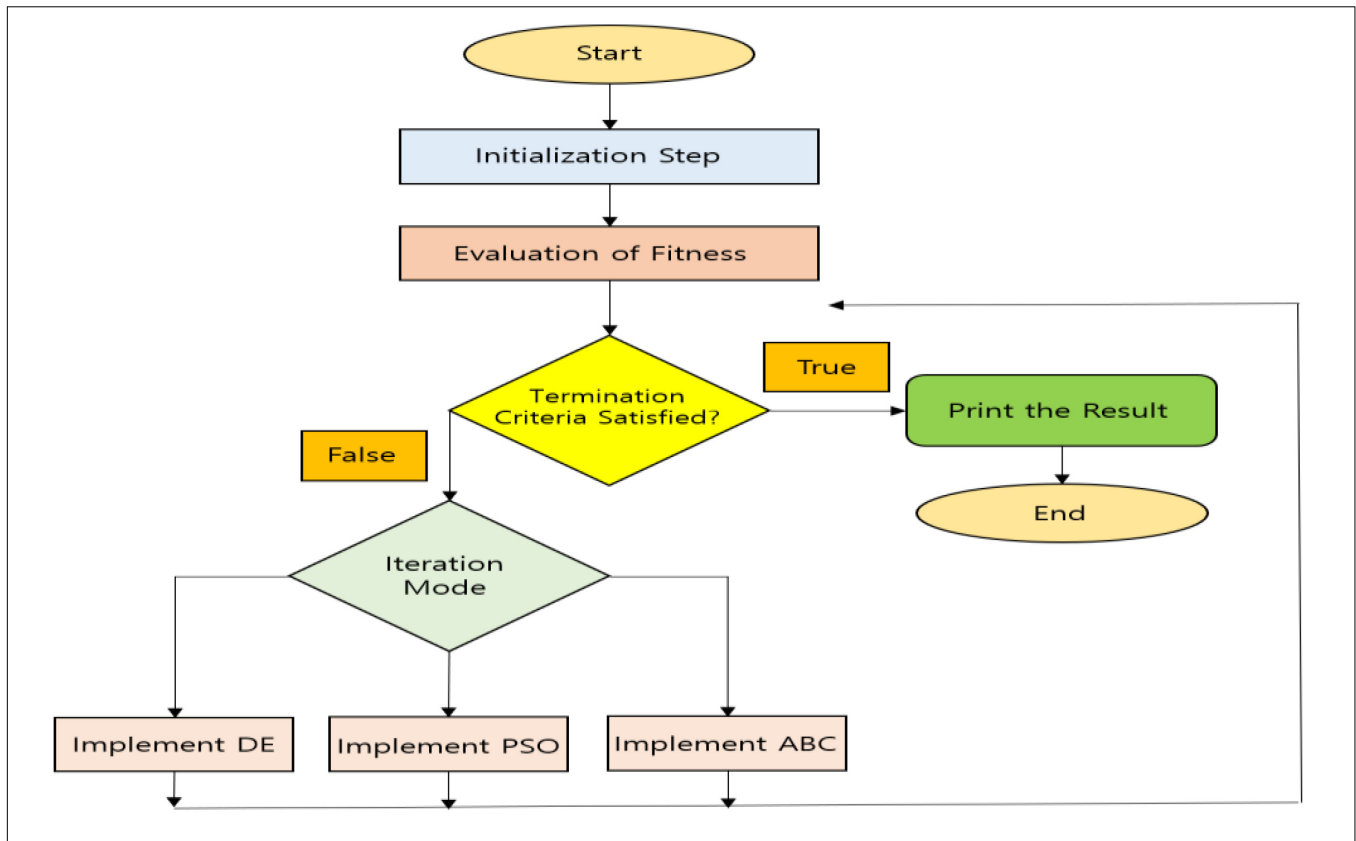 Start
Initialization Step
Evaluation of Fitness
Termination
Criteria Satisfied?
True
Print the Result
False
End
Iteration
Mode
Implement DE
Implement PSO
Implement ABC